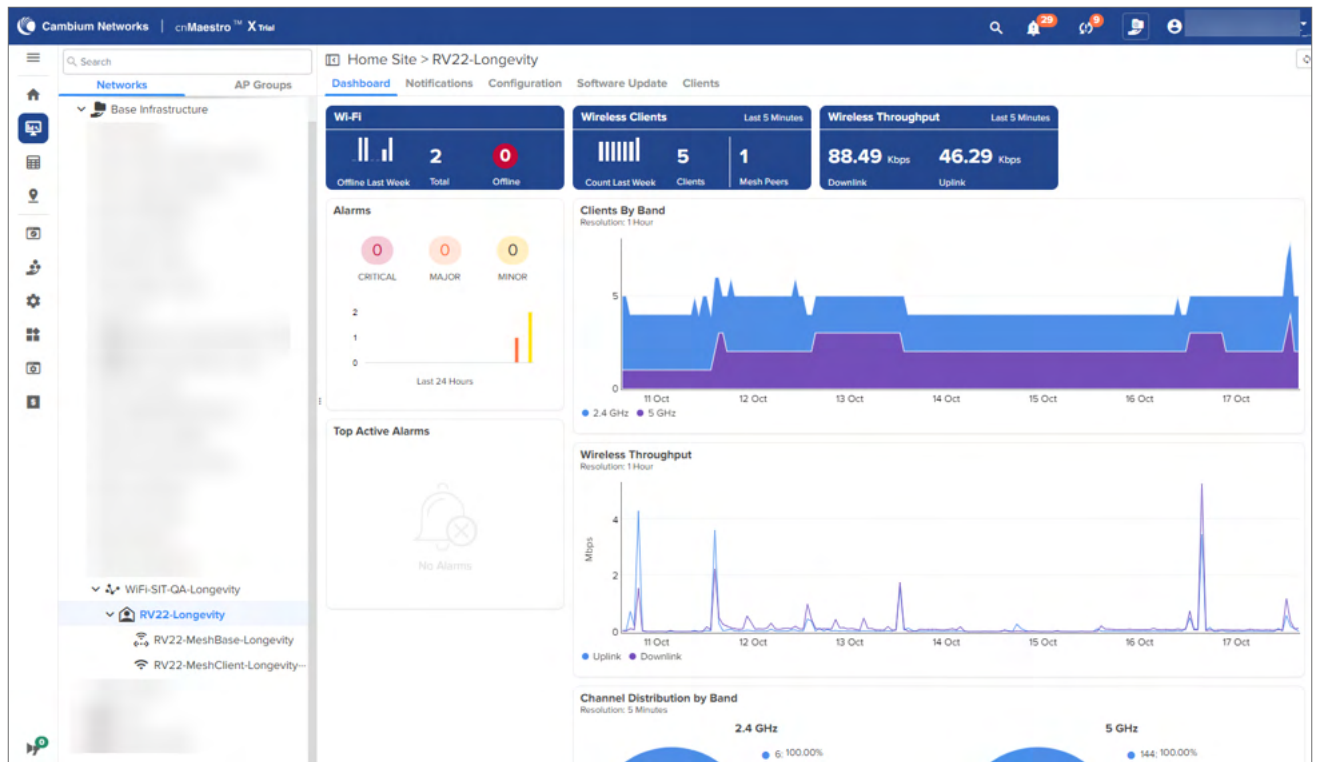 Cambium Networks | cnMaestro™ X Trial
29
9
Search
Networks
AP Groups
Base Infrastructure
WiFi-SIT-QA-Longevity
RV22-Longevity
RV22-MeshBase-Longevity
RV22-MeshClient-Longevity...
0
Home Site > RV22-Longevity
Dashboard Notifications Configuration Software Update Clients
Wi-Fi
2
0
Offline Last Week Total Offline
Wireless Clients Last 5 Minutes
5
1
Count Last Week Clients Mesh Peers
Wireless Throughput Last 5 Minutes
88.49 Kbps 46.29 Kbps
Downlink Uplink
Alarms
0 0 0
CRITICAL MAJOR MINOR
2
1
0
Last 24 Hours
Top Active Alarms
No Alarms
Clients By Band
Resolution: 1 Hour
5
0
11 Oct 12 Oct 13 Oct 14 Oct 15 Oct 16 Oct 17 Oct
2.4 GHz 5 GHz
Wireless Throughput
Resolution: 1 Hour
Mbps
4
2
0
11 Oct 12 Oct 13 Oct 14 Oct 15 Oct 16 Oct 17 Oct
Uplink Downlink
Channel Distribution by Band
Resolution: 5 Minutes
2.4 GHz
6: 100.00%
5 GHz
144: 100.00%